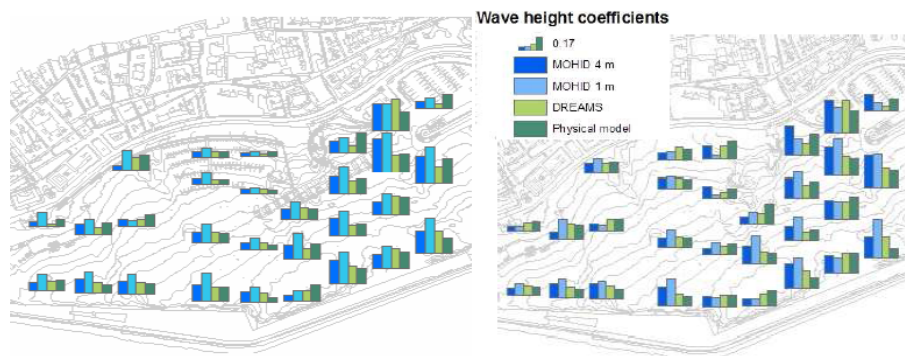 Wave height coefficients
0.17
MOHID 4 m
MOHID 1 m
DREAMS
Physical model